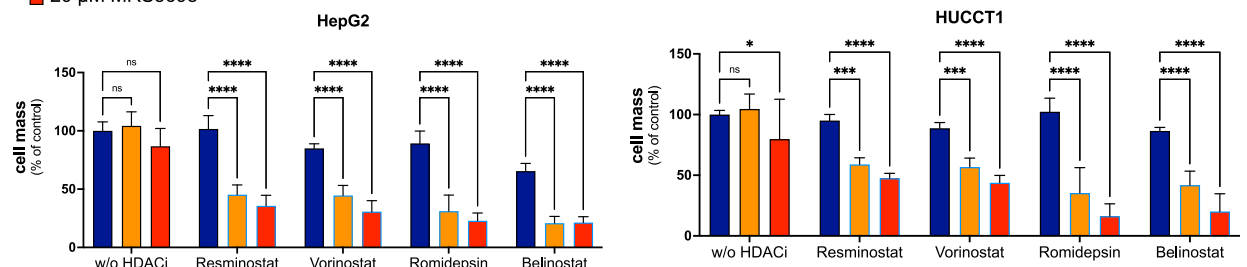 HepG2
ns
ns
****
****
****
****
****
****
****
****
cell mass
(% of control)
150
100
50
0
w/o HDACi Resminostat Vorinostat Romidepsin Belinostat
HUCCT1
*
ns
****
***
****
***
****
****
****
****
cell mass
(% of control)
150
100
50
0
w/o HDACi Resminostat Vorinostat Romidepsin Belinostat